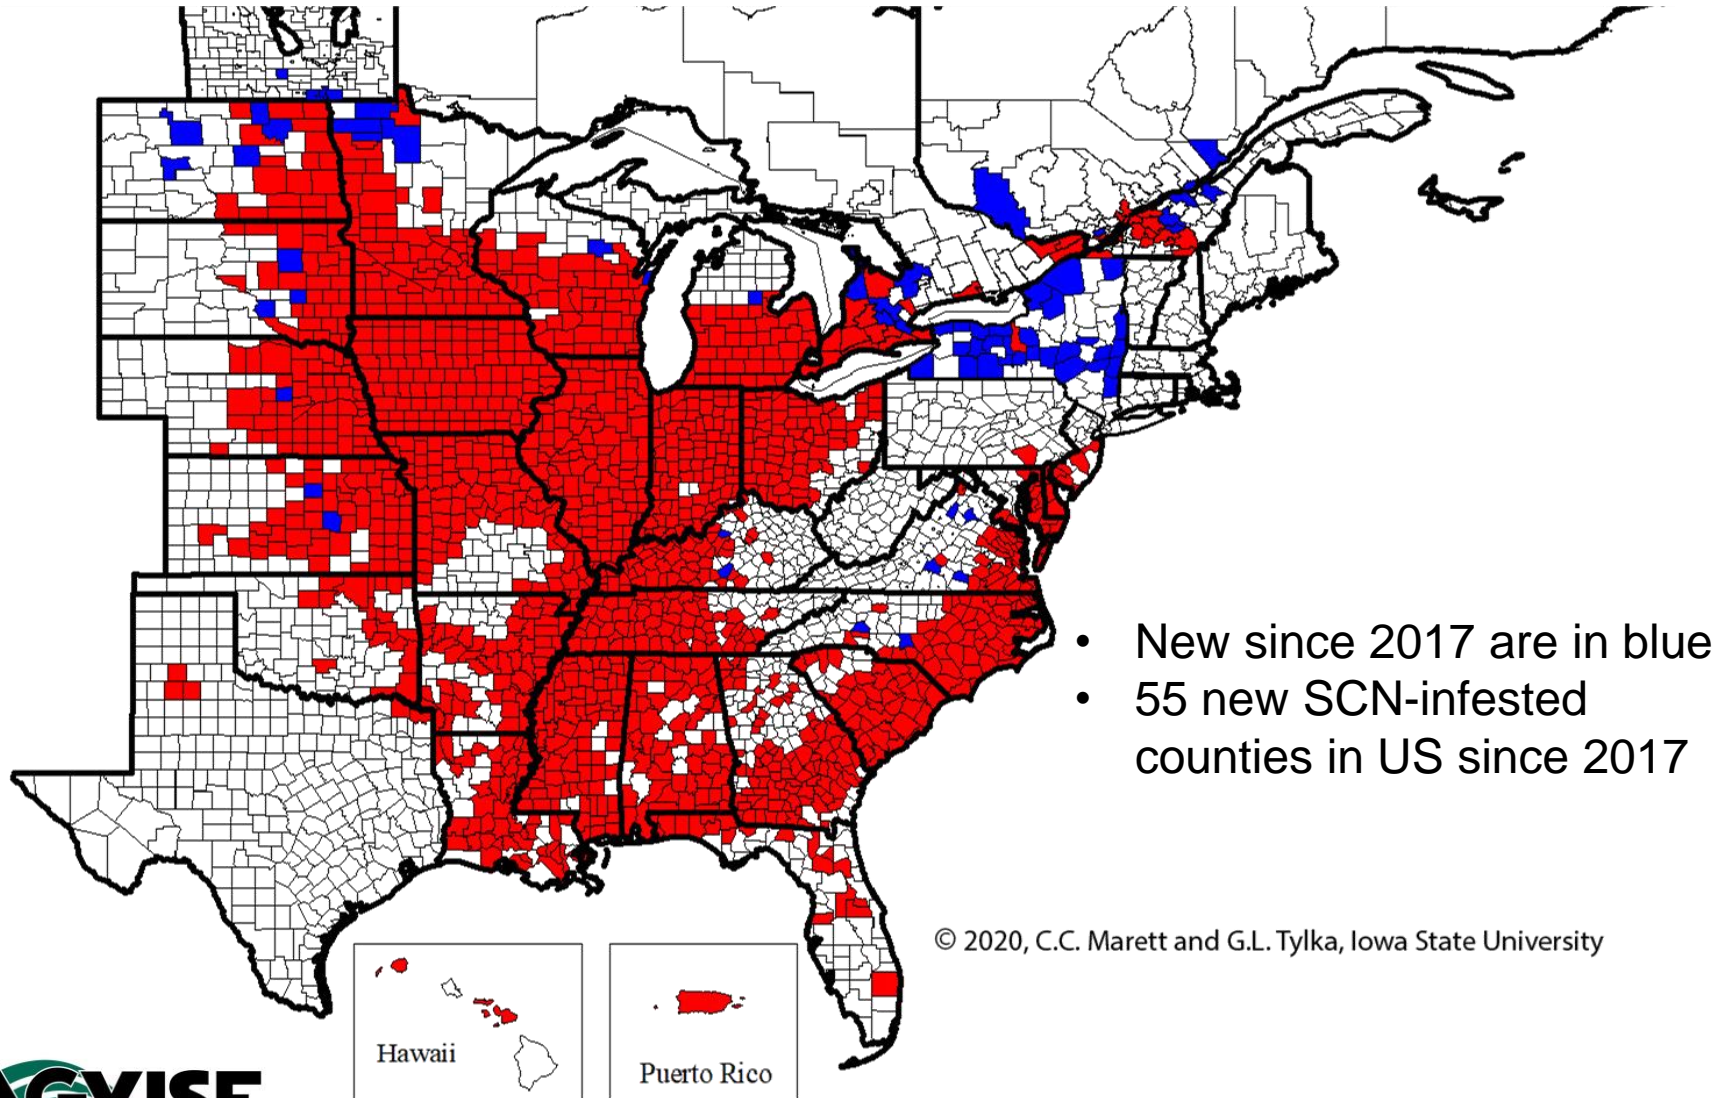 • New since 2017 are in blue
• 55 new SCN-infested
counties in US since 2017
© 2020, C.C. Marett and G.L. Tylka, Iowa State University
Hawaii
Puerto Rico
AGVISE